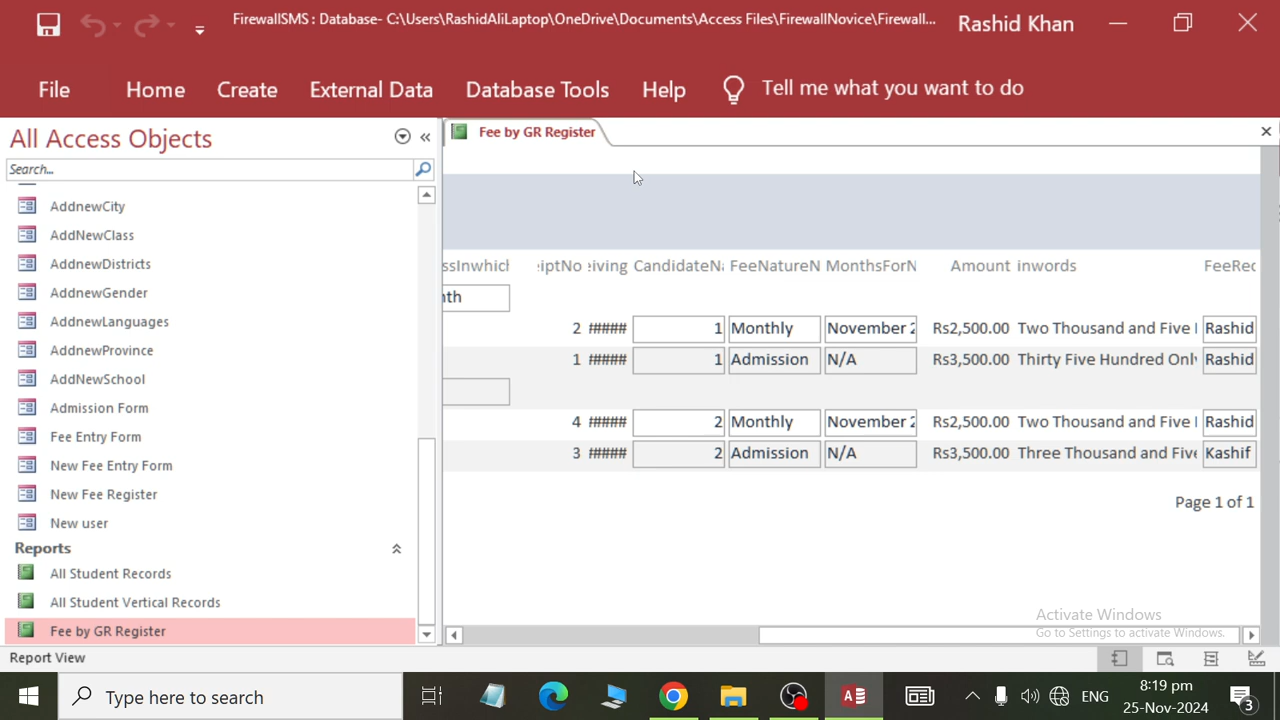 FirewallSMS : Database- C:\Users\RashidAliLaptop\OneDrive\Documents\Access Files\FirewallNovice\Firewall...
Rashid Khan
File Home Create External Data Database Tools Help Tell me what you want to do
All Access Objects
Search...
AddnewCity
AddNewClass
AddnewDistricts
AddnewGender
AddnewLanguages
AddnewProvince
AddNewSchool
Admission Form
Fee Entry Form
New Fee Entry Form
New Fee Register
New user
Reports
All Student Records
All Student Vertical Records
Fee by GR Register
Fee by GR Register
ssInwhich iptNo eiving CandidateNa FeeNatureN MonthsForN Amount inwords FeeRec
nth
2 ##### 1 Monthly November 2 Rs2,500.00 Two Thousand and Five Rashid
1 ##### 1 Admission N/A Rs3,500.00 Thirty Five Hundred Only Rashid
4 ##### 2 Monthly November 2 Rs2,500.00 Two Thousand and Five Rashid
3 ##### 2 Admission N/A Rs3,500.00 Three Thousand and Five Kashif
Page 1 of 1
Activate Windows
Go to Settings to activate Windows.
Report View
Type here to search
ENG
8:19 pm
25-Nov-2024
3